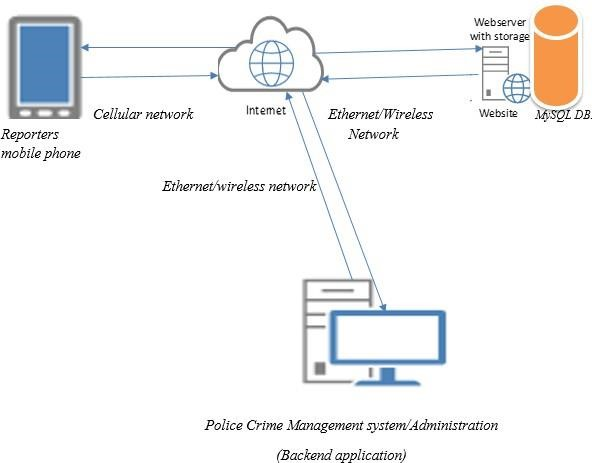 Webserver
with storage
Internet
Website
MySQL DB.
Cellular network
Ethernet/Wireless
Network
Reporters
mobile phone
Ethernet/wireless network
Police Crime Management system/Administration
(Backend application)